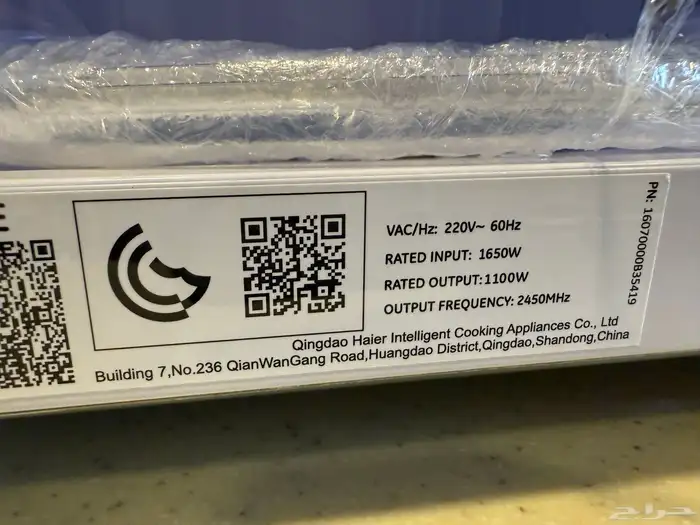 VAC/Hz: 220V~ 60Hz
RATED INPUT: 1650W
RATED OUTPUT:1100W
OUTPUT FREQUENCY: 2450MHz
PN: 16070000B35419
Qingdao Haier Intelligent Cooking Appliances Co., Ltd
Building 7,No.236 QianWanGang Road,Huangdao District,Qingdao,Shandong,China
حراج